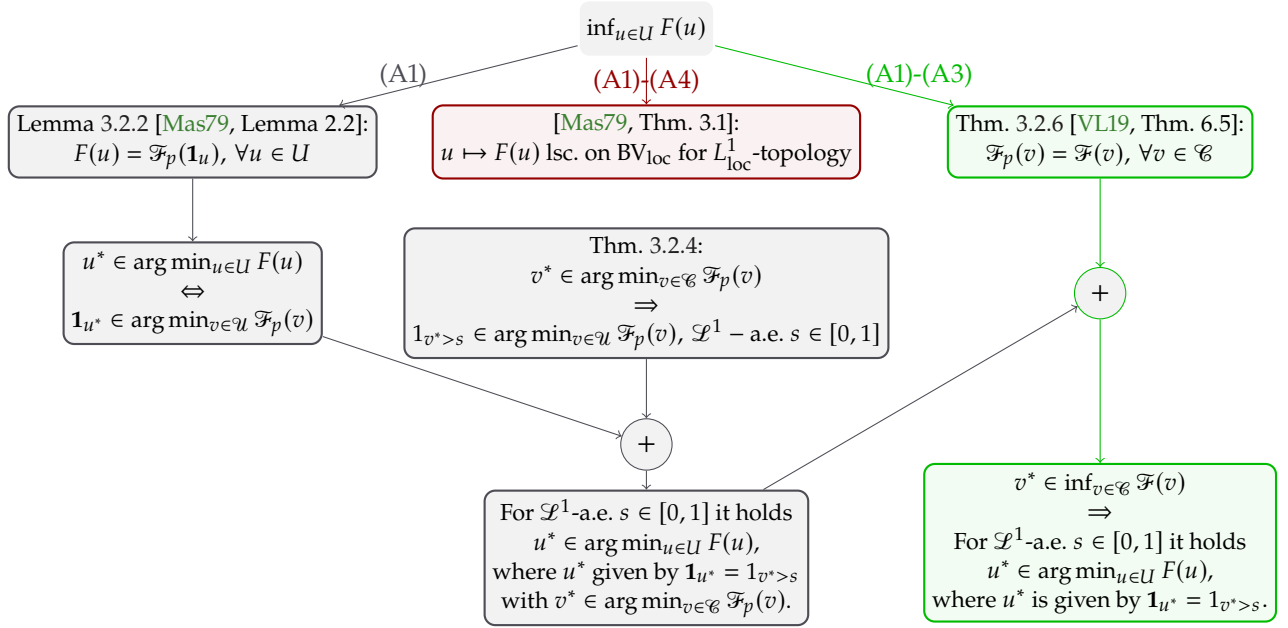 inf_{u∈U} F(u)
(A1)
(A1)-(A4)
(A1)-(A3)
Lemma 3.2.2 [Mas79, Lemma 2.2]:
F(u) = ℱ_p(𝟏_u), ∀u ∈ U
[Mas79, Thm. 3.1]:
u ↦ F(u) lsc. on BV_loc for L^1_loc-topology
Thm. 3.2.6 [VL19, Thm. 6.5]:
ℱ_p(v) = ℱ(v), ∀v ∈ 𝒞
u* ∈ arg min_{u∈U} F(u)
⇔
𝟏_{u*} ∈ arg min_{v∈𝒰} ℱ_p(v)
Thm. 3.2.4:
v* ∈ arg min_{v∈𝒞} ℱ_p(v)
⇒
1_{v*>s} ∈ arg min_{v∈𝒰} ℱ_p(v), ℒ^1 − a.e. s ∈ [0, 1]
+
+
For ℒ^1-a.e. s ∈ [0, 1] it holds
u* ∈ arg min_{u∈U} F(u),
where u* given by 𝟏_{u*} = 1_{v*>s}
with v* ∈ arg min_{v∈𝒞} ℱ_p(v).
v* ∈ inf_{v∈𝒞} ℱ(v)
⇒
For ℒ^1-a.e. s ∈ [0, 1] it holds
u* ∈ arg min_{u∈U} F(u),
where u* is given by 𝟏_{u*} = 1_{v*>s}.